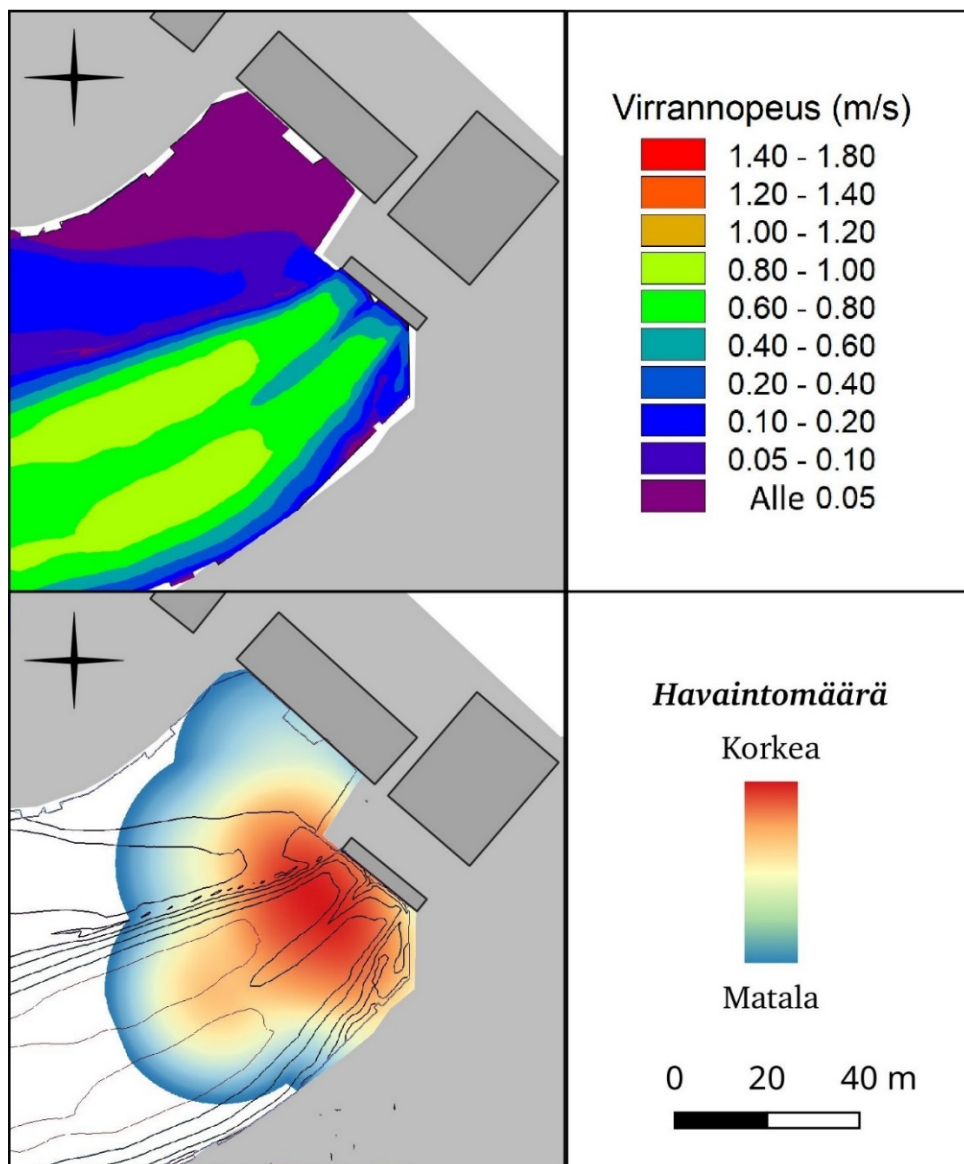 Virrannopeus (m/s)
1.40 - 1.80
1.20 - 1.40
1.00 - 1.20
0.80 - 1.00
0.60 - 0.80
0.40 - 0.60
0.20 - 0.40
0.10 - 0.20
0.05 - 0.10
Alle 0.05
Havaintomäärä
Korkea
Matala
0 20 40 m